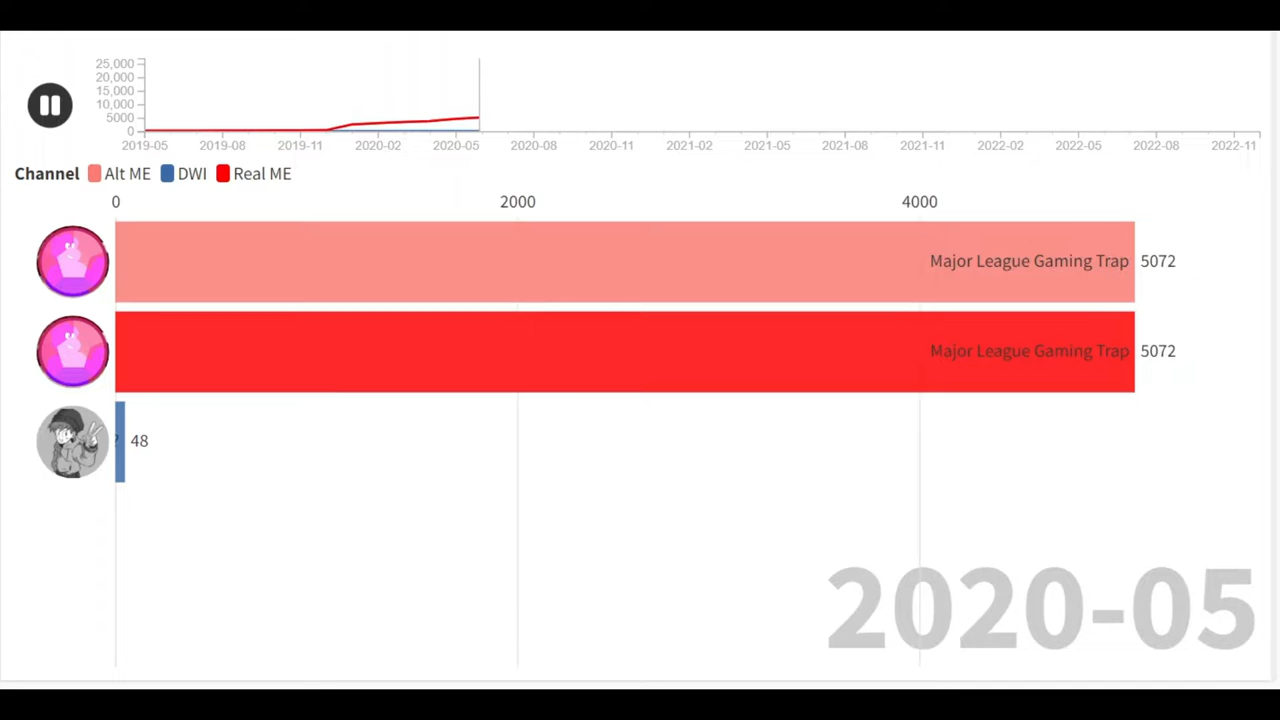 25,000
20,000
15,000
10,000
5000
0
2019-05 2019-08 2019-11 2020-02 2020-05 2020-08 2020-11 2021-02 2021-05 2021-08 2021-11 2022-02 2022-05 2022-08 2022-11
Channel Alt ME DWI Real ME
0 2000 4000
Major League Gaming Trap 5072
Major League Gaming Trap 5072
? 48
2020-05